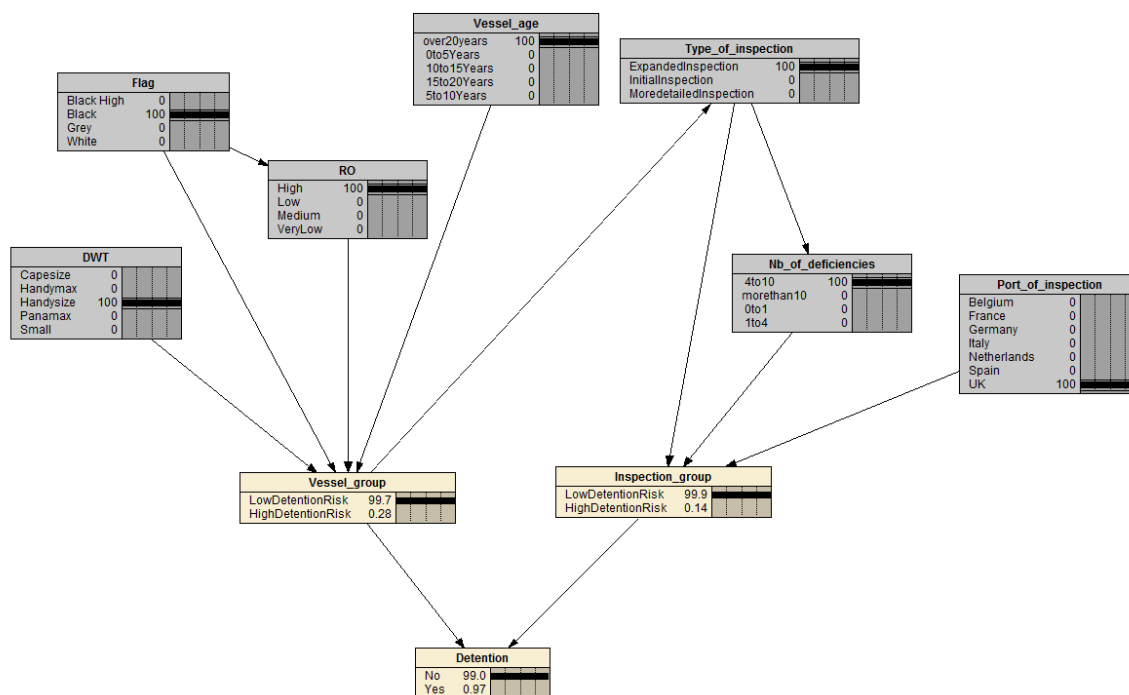 Vessel_age
over20years 100
0to5Years 0
10to15Years 0
15to20Years 0
5to10Years 0
Type_of_inspection
ExpandedInspection 100
InitialInspection 0
MoredetailedInspection 0
Flag
Black High 0
Black 100
Grey 0
White 0
RO
High 100
Low 0
Medium 0
VeryLow 0
DWT
Capesize 0
Handymax 0
Handysize 100
Panamax 0
Small 0
Nb_of_deficiencies
4to10 100
morethan10 0
0to1 0
1to4 0
Port_of_inspection
Belgium 0
France 0
Germany 0
Italy 0
Netherlands 0
Spain 0
UK 100
Vessel_group
LowDetentionRisk 99.7
HighDetentionRisk 0.28
Inspection_group
LowDetentionRisk 99.9
HighDetentionRisk 0.14
Detention
No 99.0
Yes 0.97